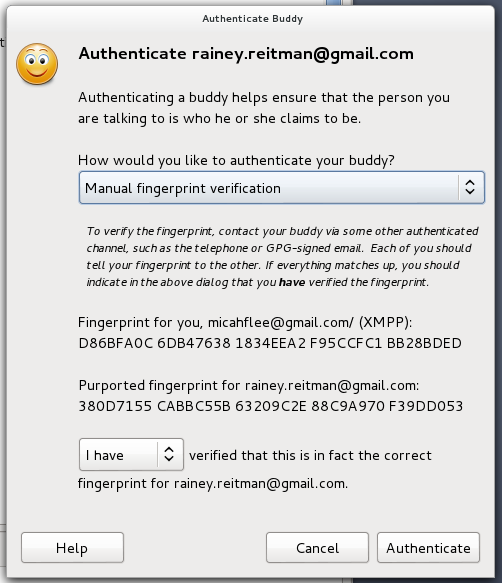 Authenticate Buddy
Authenticate rainey.reitman@gmail.com
Authenticating a buddy helps ensure that the person you
are talking to is who he or she claims to be.
How would you like to authenticate your buddy?
Manual fingerprint verification
To verify the fingerprint, contact your buddy via some other authenticated
channel, such as the telephone or GPG-signed email.  Each of you should
tell your fingerprint to the other. If everything matches up, you should
indicate in the above dialog that you have verified the fingerprint.
Fingerprint for you, micahflee@gmail.com/ (XMPP):
D86BFA0C 6DB47638 1834EEA2 F95CCFC1 BB28BDED
Purported fingerprint for rainey.reitman@gmail.com:
380D7155 CABBC55B 63209C2E 88C9A970 F39DD053
I have verified that this is in fact the correct
fingerprint for rainey.reitman@gmail.com.
Help Cancel Authenticate